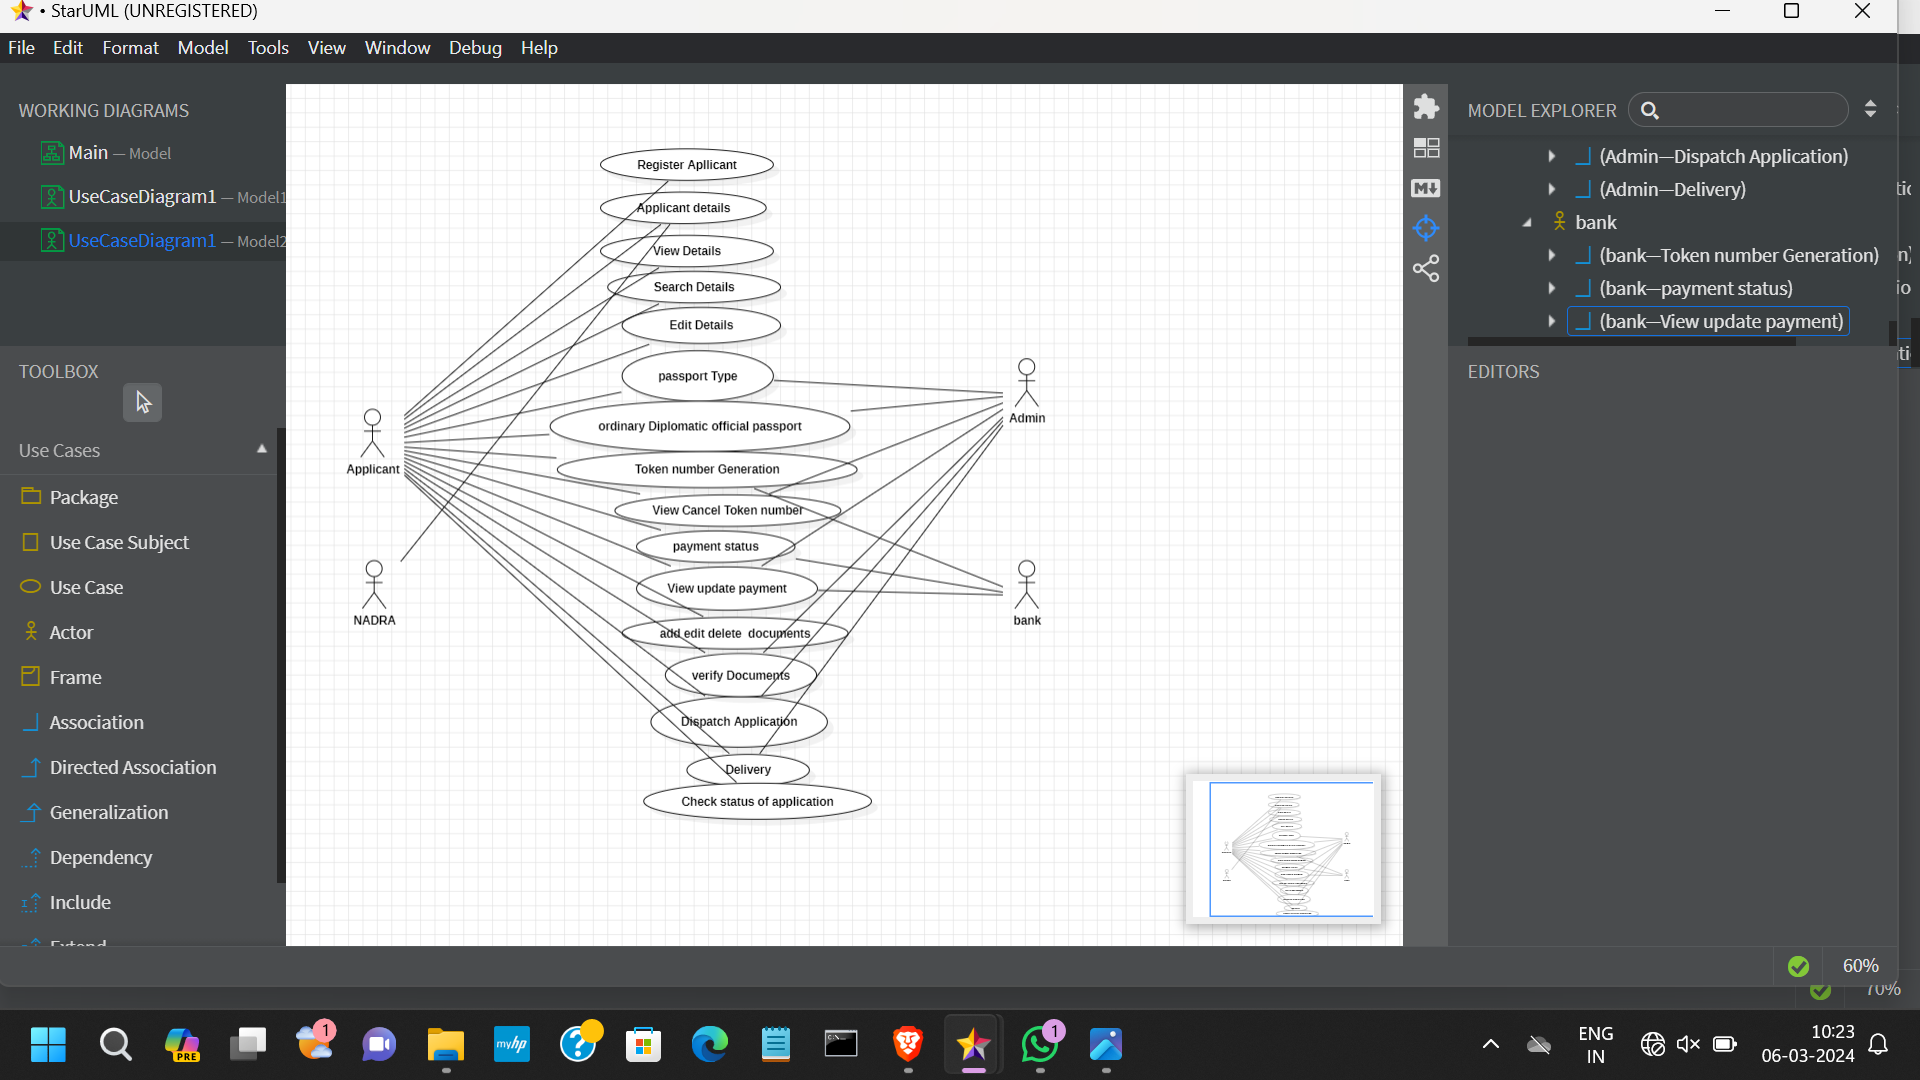 • StarUML (UNREGISTERED)
File Edit Format Model Tools View Window Debug Help
WORKING DIAGRAMS
Main — Model
UseCaseDiagram1 — Model1
UseCaseDiagram1 — Model2
TOOLBOX
Use Cases
Package
Use Case Subject
Use Case
Actor
Frame
Association
Directed Association
Generalization
Dependency
Include
Extend
Register Apllicant
Applicant details
View Details
Search Details
Edit Details
passport Type
ordinary Diplomatic official passport
Token number Generation
View Cancel Token number
payment status
View update payment
add edit delete documents
verify Documents
Dispatch Application
Delivery
Check status of application
Applicant
NADRA
Admin
bank
MODEL EXPLORER
(Admin—Dispatch Application)
(Admin—Delivery)
bank
(bank—Token number Generation)
(bank—payment status)
(bank—View update payment)
EDITORS
60%
70%
PRE
1
myhp
1
ENG
IN
10:23
06-03-2024